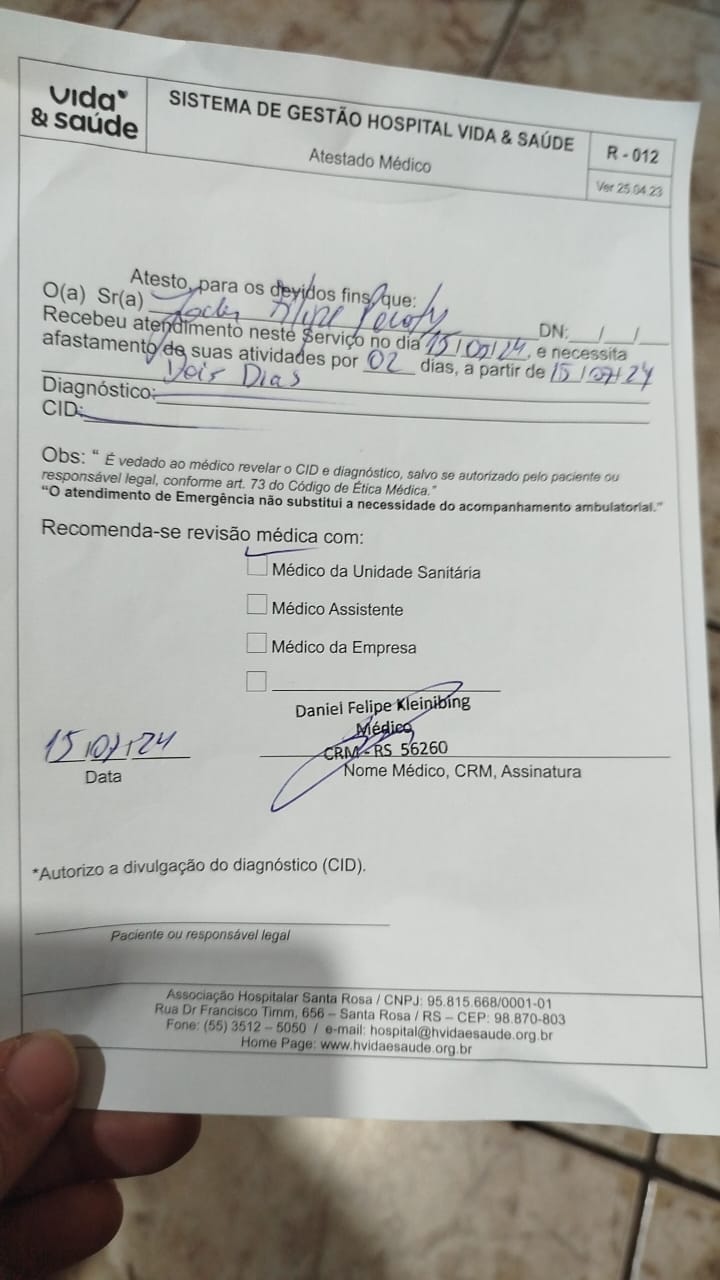 vida
& saúde
SISTEMA DE GESTÃO HOSPITAL VIDA & SAÚDE
Atestado Médico
R - 012
Ver 25.04.23
Atesto, para os devidos fins que:
O(a) Sr(a) Filipe DN: / /
Recebeu atendimento neste Serviço no dia 15/07/24, e necessita
afastamento de suas atividades por 02 dias, a partir de 15/07/24
Dois Dias
Diagnóstico:
CID:
Obs: “ É vedado ao médico revelar o CID e diagnóstico, salvo se autorizado pelo paciente ou
responsável legal, conforme art. 73 do Código de Ética Médica.”
“O atendimento de Emergência não substitui a necessidade do acompanhamento ambulatorial.”
Recomenda-se revisão médica com:
Médico da Unidade Sanitária
Médico Assistente
Médico da Empresa
Daniel Felipe Kleinibing
Médico
CRM - RS 56260
15/07/24
Data
Nome Médico, CRM, Assinatura
*Autorizo a divulgação do diagnóstico (CID).
Paciente ou responsável legal
Associação Hospitalar Santa Rosa / CNPJ: 95.815.668/0001-01
Rua Dr Francisco Timm, 656 – Santa Rosa / RS – CEP: 98.870-803
Fone: (55) 3512 – 5050 / e-mail: hospital@hvidaesaude.org.br
Home Page: www.hvidaesaude.org.br